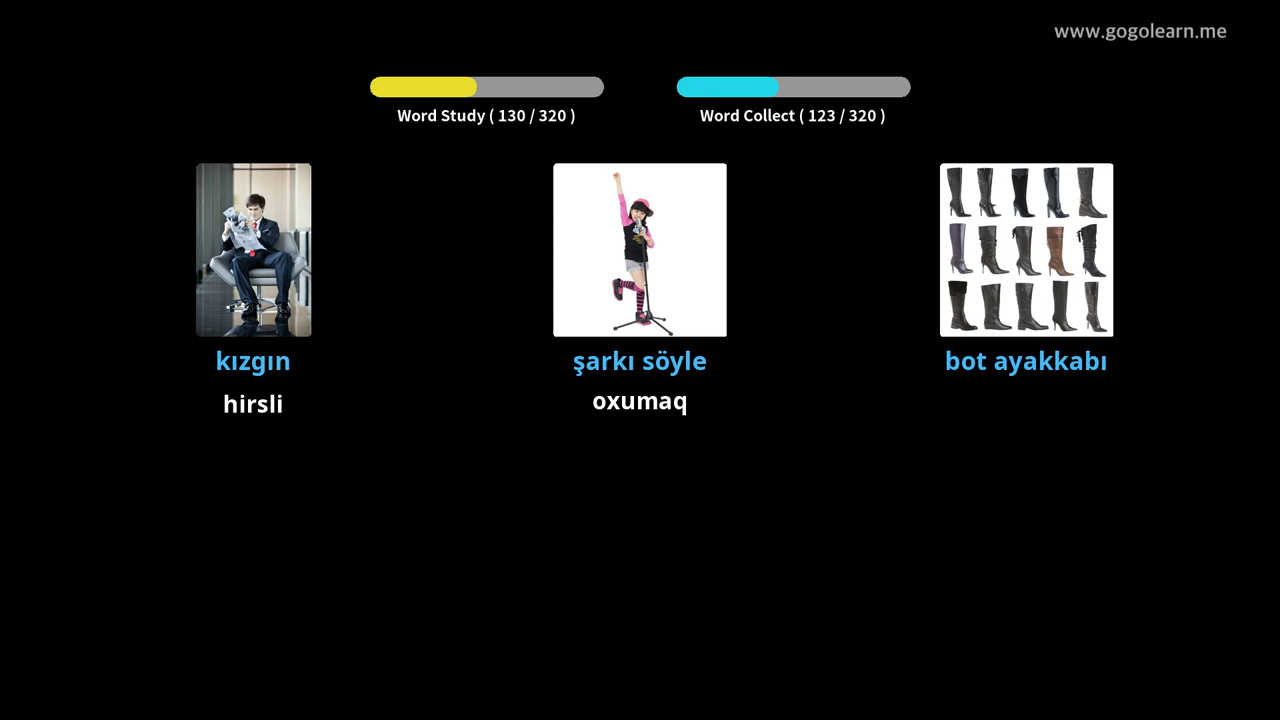 www.gogolearn.me
Word Study ( 130 / 320 )
Word Collect ( 123 / 320 )
kızgın
şarkı söyle
bot ayakkabı
hirsli
oxumaq